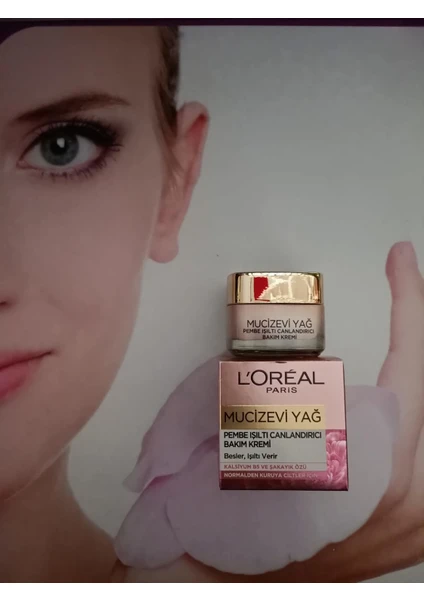 MUCİZEVİ YAĞ
PEMBE IŞILTI CANLANDIRICI
BAKIM KREMİ
L'ORÉAL
PARIS
MUCİZEVİ YAĞ
PEMBE IŞILTI CANLANDIRICI
BAKIM KREMİ
Besler, Işıltı Verir
KALSİYUM B5 VE ŞAKAYIK ÖZÜ
NORMALDEN KURUYA CİLTLER İÇİN